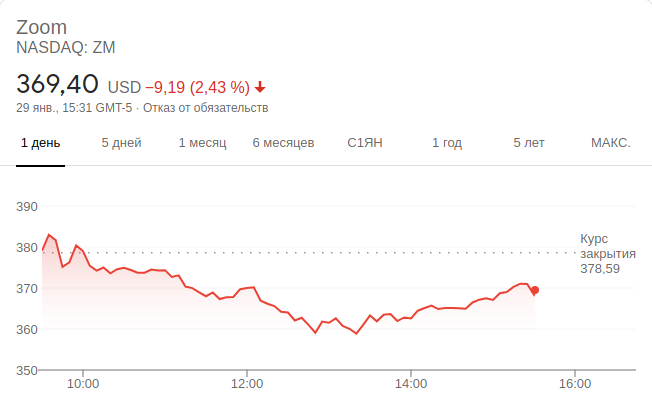 Zoom
NASDAQ: ZM
369,40 USD −9,19 (2,43 %)
29 янв., 15:31 GMT-5 · Отказ от обязательств
1 день 5 дней 1 месяц 6 месяцев С1ЯН 1 год 5 лет МАКС.
390
380
370
360
350
Курс
закрытия
378,59
10:00 12:00 14:00 16:00